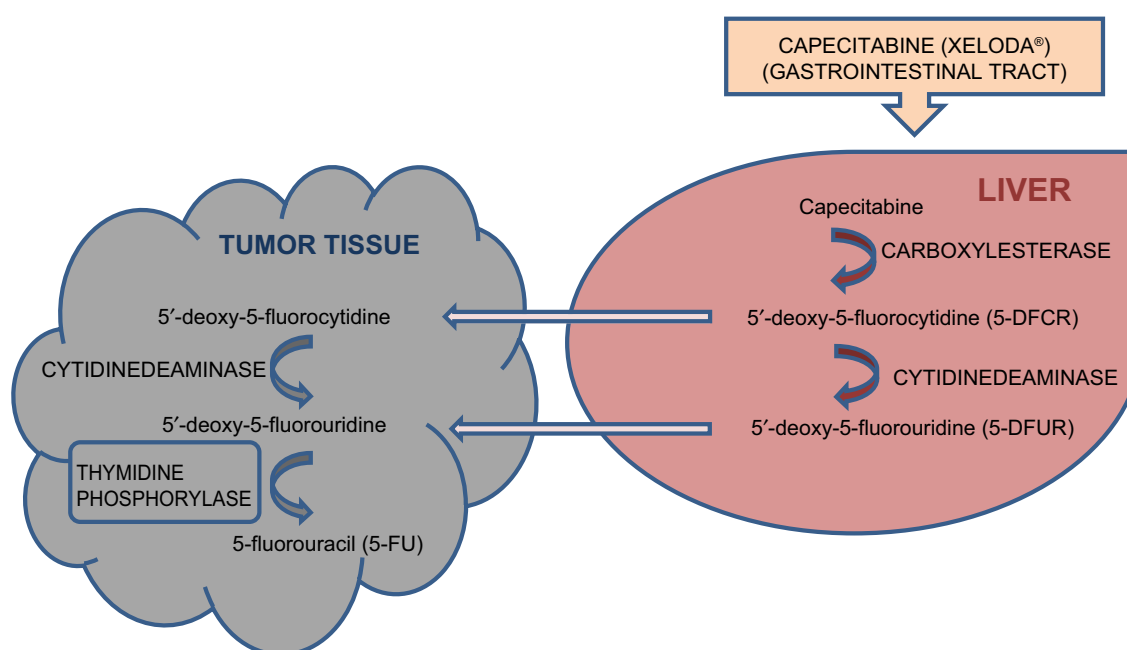 CAPECITABINE (XELODA®)
(GASTROINTESTINAL TRACT)
LIVER
Capecitabine
CARBOXYLESTERASE
5′-deoxy-5-fluorocytidine (5-DFCR)
CYTIDINEDEAMINASE
5′-deoxy-5-fluorouridine (5-DFUR)
TUMOR TISSUE
5′-deoxy-5-fluorocytidine
CYTIDINEDEAMINASE
5′-deoxy-5-fluorouridine
THYMIDINE
PHOSPHORYLASE
5-fluorouracil (5-FU)